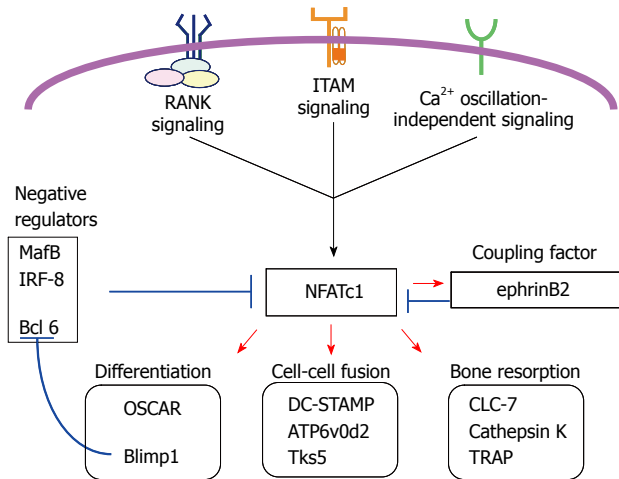 RANK
signaling
ITAM
signaling
Ca2+ oscillation-
independent signaling
Negative
regulators
MafB
IRF-8
Bcl 6
NFATc1
Coupling factor
ephrinB2
Differentiation
OSCAR
Blimp1
Cell-cell fusion
DC-STAMP
ATP6v0d2
Tks5
Bone resorption
CLC-7
Cathepsin K
TRAP